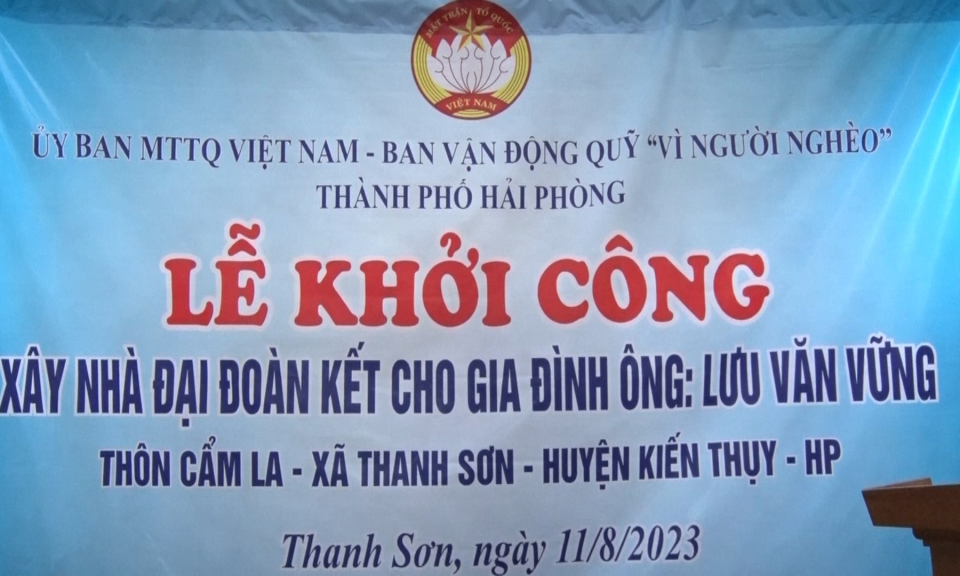 MẶT TRẬN TỔ QUỐC
VIỆT NAM
ỦY BAN MTTQ VIỆT NAM - BAN VẬN ĐỘNG QUỸ “VÌ NGƯỜI NGHÈO”
THÀNH PHỐ HẢI PHÒNG
LỄ KHỞI CÔNG
XÂY NHÀ ĐẠI ĐOÀN KẾT CHO GIA ĐÌNH ÔNG: LƯU VĂN VỮNG
THÔN CẨM LA - XÃ THANH SƠN - HUYỆN KIẾN THỤY - HP
Thanh Sơn, ngày 11/8/2023